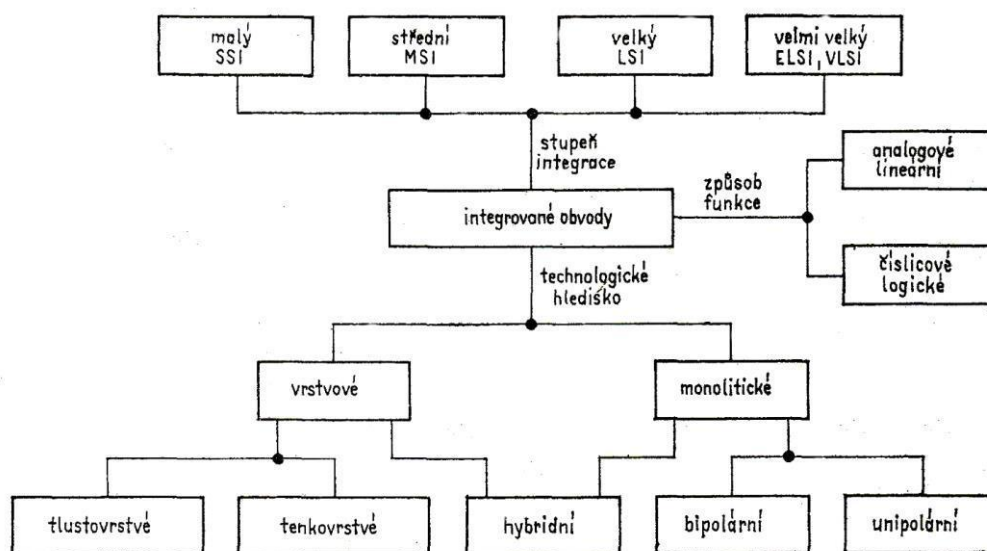 malý
SSI
střední
MSI
velký
LSI
velmi velký
ELSI, VLSI
stupeň
integrace
analogové
lineární
způsob
funkce
integrované obvody
číslicové
logické
technologické
hledisko
vrstvové
monolitické
tlustovrstvé
tenkovrstvé
hybridní
bipolární
unipolární